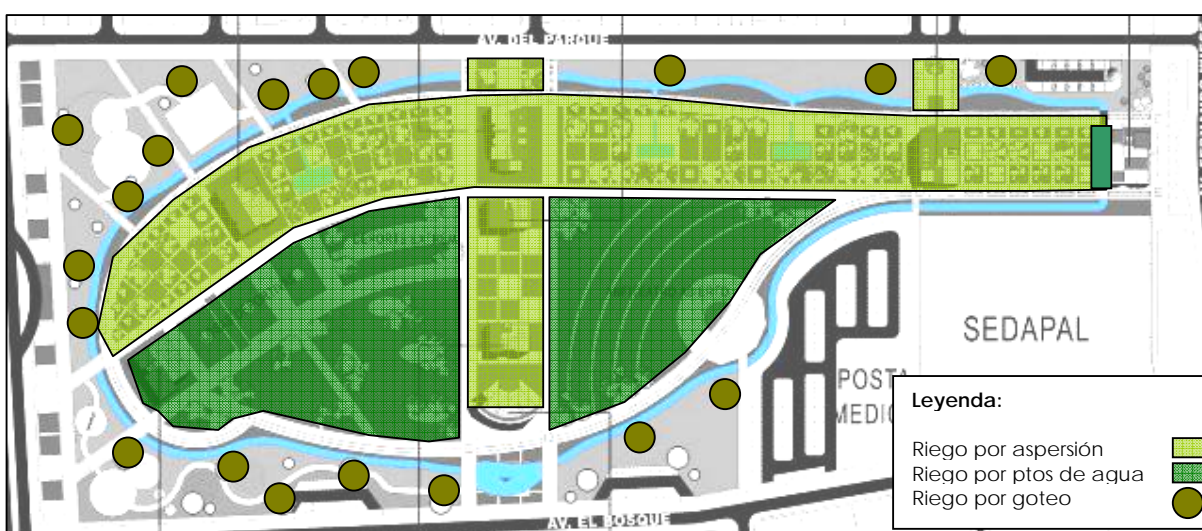 AV. DEL PARQUE
SEDAPAL
POSTA
MEDIC
Leyenda:
Riego por aspersión
Riego por ptos de agua
Riego por goteo
AV. EL BOSQUE